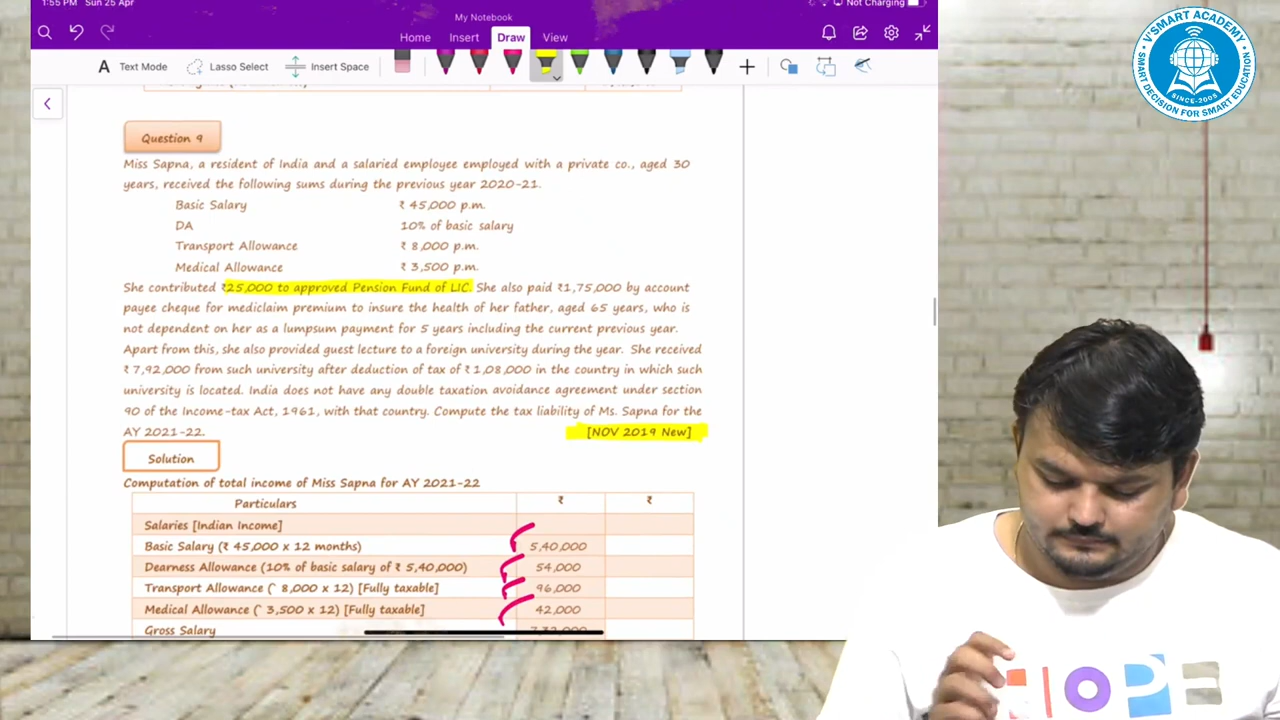 1:55 PM Sun 25 Apr
Not Charging
My Notebook
Home Insert Draw View
Text Mode Lasso Select Insert Space
Question 9
Miss Sapna, a resident of India and a salaried employee employed with a private co., aged 30
years, received the following sums during the previous year 2020-21.
Basic Salary ₹ 45,000 p.m.
DA 10% of basic salary
Transport Allowance ₹ 8,000 p.m.
Medical Allowance ₹ 3,500 p.m.
She contributed ₹25,000 to approved Pension Fund of LIC. She also paid ₹1,75,000 by account
payee cheque for mediclaim premium to insure the health of her father, aged 65 years, who is
not dependent on her as a lumpsum payment for 5 years including the current previous year.
Apart from this, she also provided guest lecture to a foreign university during the year. She received
₹ 7,92,000 from such university after deduction of tax of ₹ 1,08,000 in the country in which such
university is located. India does not have any double taxation avoidance agreement under section
90 of the Income-tax Act, 1961, with that country. Compute the tax liability of Ms. Sapna for the
AY 2021-22. [NOV 2019 New]
Solution
Computation of total income of Miss Sapna for AY 2021-22
Particulars ₹ ₹
Salaries [Indian Income]
Basic Salary (₹ 45,000 x 12 months) 5,40,000
Dearness Allowance (10% of basic salary of ₹ 5,40,000) 54,000
Transport Allowance (` 8,000 x 12) [Fully taxable] 96,000
Medical Allowance (` 3,500 x 12) [Fully taxable] 42,000
Gross Salary 7,32,000
V'SMART ACADEMY
SINCE-2008
SMART DECISION FOR SMART EDUCATION
HOPE